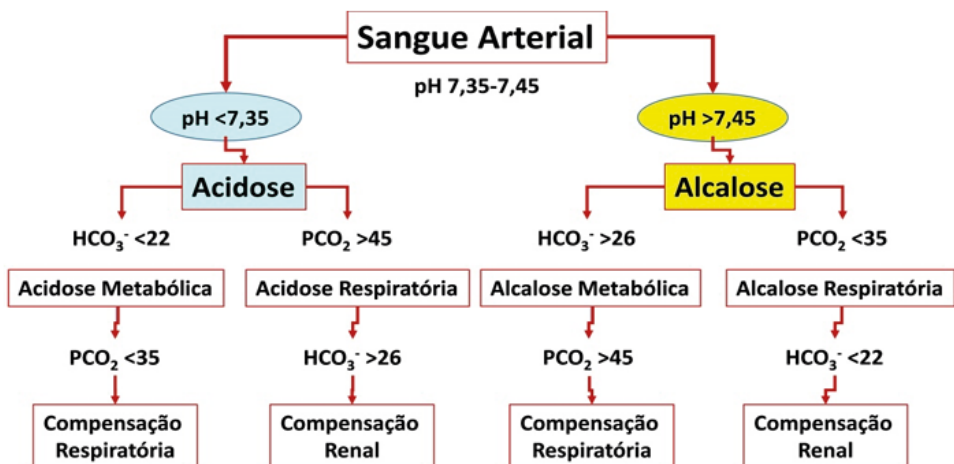 Sangue Arterial
pH 7,35-7,45
pH <7,35
pH >7,45
Acidose
Alcalose
HCO₃⁻ <22
PCO₂ >45
HCO₃⁻ >26
PCO₂ <35
Acidose Metabólica
Acidose Respiratória
Alcalose Metabólica
Alcalose Respiratória
PCO₂ <35
HCO₃⁻ >26
PCO₂ >45
HCO₃⁻ <22
Compensação
Respiratória
Compensação
Renal
Compensação
Respiratória
Compensação
Renal